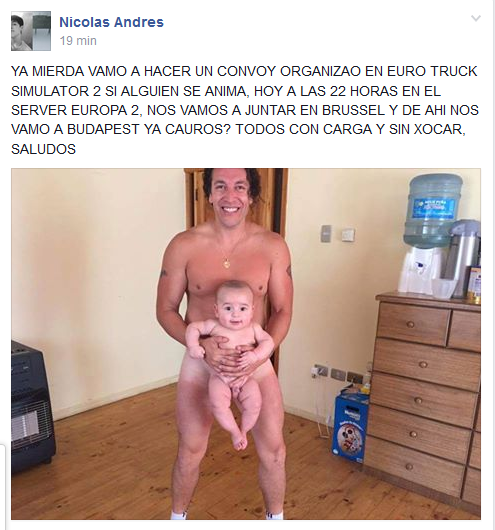 Nicolas Andres
19 min
YA MIERDA VAMO A HACER UN CONVOY ORGANIZAO EN EURO TRUCK
SIMULATOR 2 SI ALGUIEN SE ANIMA, HOY A LAS 22 HORAS EN EL
SERVER EUROPA 2, NOS VAMOS A JUNTAR EN BRUSSEL Y DE AHI NOS
VAMO A BUDAPEST YA CAUROS? TODOS CON CARGA Y SIN XOCAR,
SALUDOS